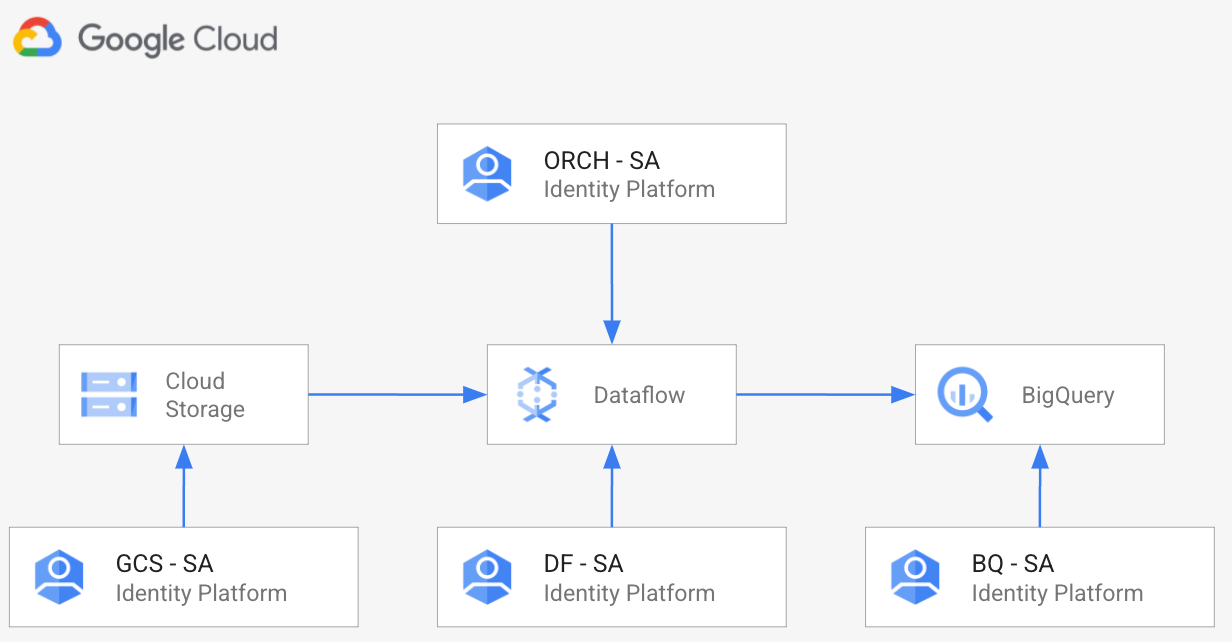 Google Cloud
ORCH - SA
Identity Platform
Cloud
Storage
Dataflow
BigQuery
GCS - SA
Identity Platform
DF - SA
Identity Platform
BQ - SA
Identity Platform